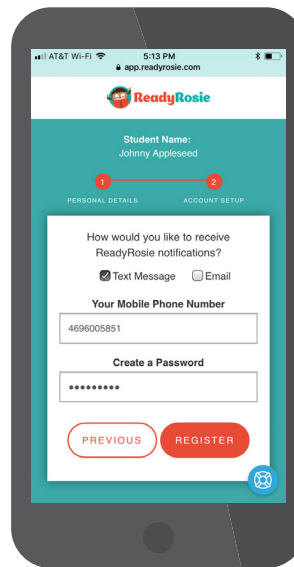 AT&T Wi-Fi 5:13 PM
app.readyrosie.com
ReadyRosie
Student Name:
Johnny Appleseed
1 2
PERSONAL DETAILS ACCOUNT SETUP
How would you like to receive
ReadyRosie notifications?
Text Message Email
Your Mobile Phone Number
4696005851
Create a Password
•••••••••
PREVIOUS REGISTER